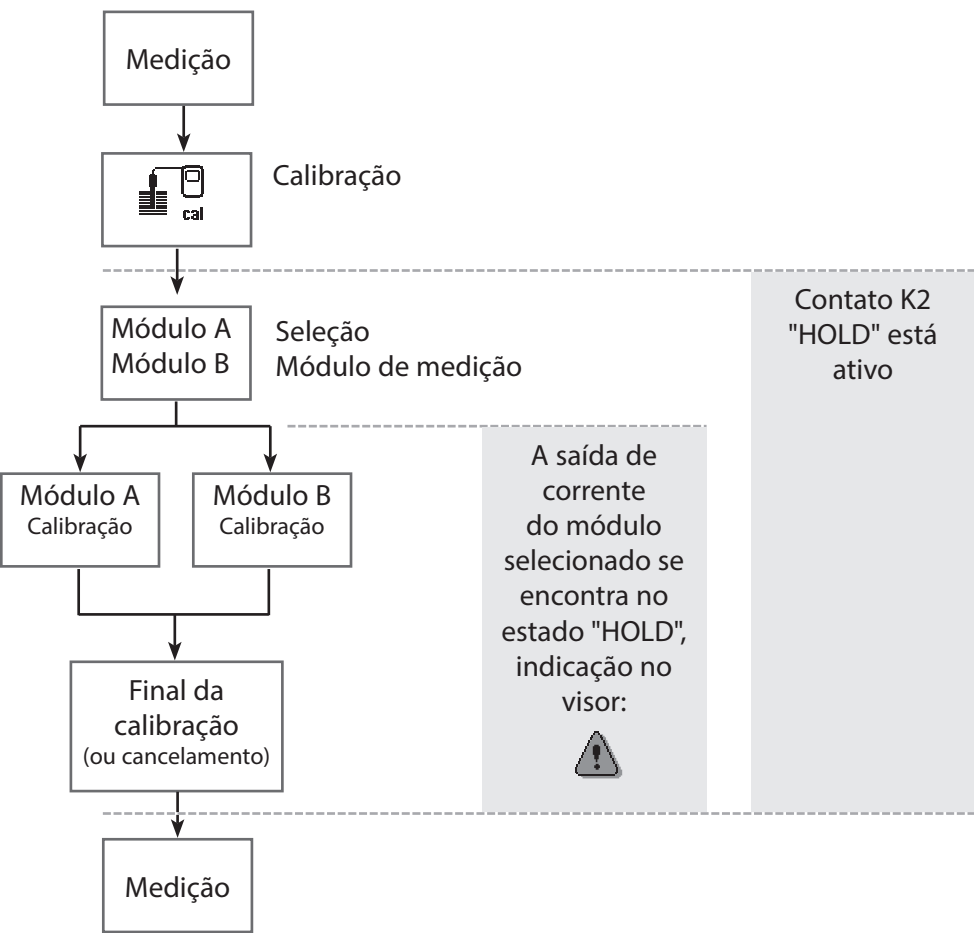 Medição
cal
Calibração
Módulo A
Módulo B
Seleção
Módulo de medição
Contato K2
"HOLD" está
ativo
Módulo A
Calibração
Módulo B
Calibração
A saída de
corrente
do módulo
selecionado se
encontra no
estado "HOLD",
indicação no
visor:
Final da
calibração
(ou cancelamento)
Medição